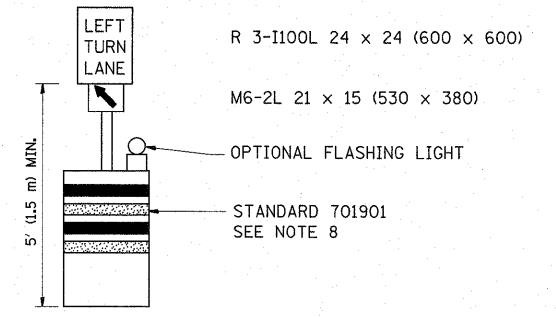 LEFT
TURN
LANE
R 3-I100L 24 x 24 (600 x 600)
M6-2L 21 x 15 (530 x 380)
OPTIONAL FLASHING LIGHT
5' (1.5 m) MIN.
STANDARD 701901
SEE NOTE 8